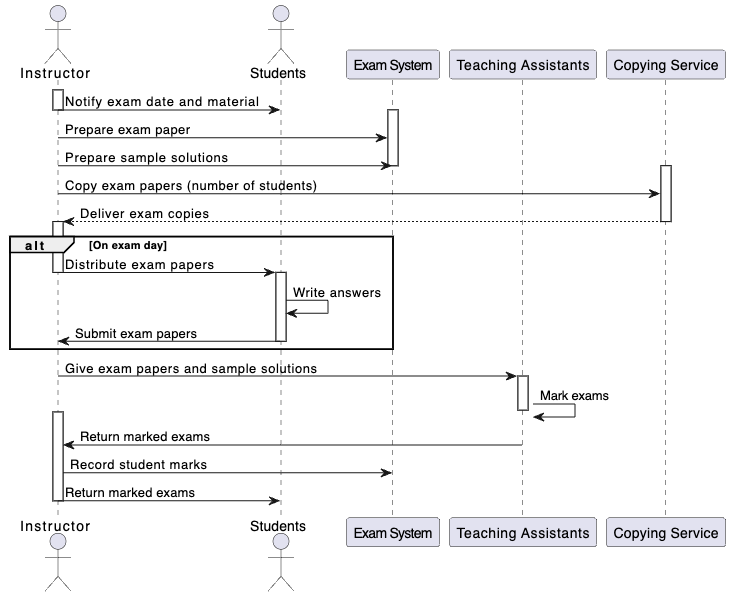 Instructor
Students
Exam System
Teaching Assistants
Copying Service
Notify exam date and material
Prepare exam paper
Prepare sample solutions
Copy exam papers (number of students)
Deliver exam copies
alt
[On exam day]
Distribute exam papers
Write answers
Submit exam papers
Give exam papers and sample solutions
Mark exams
Return marked exams
Record student marks
Return marked exams
Instructor
Students
Exam System
Teaching Assistants
Copying Service